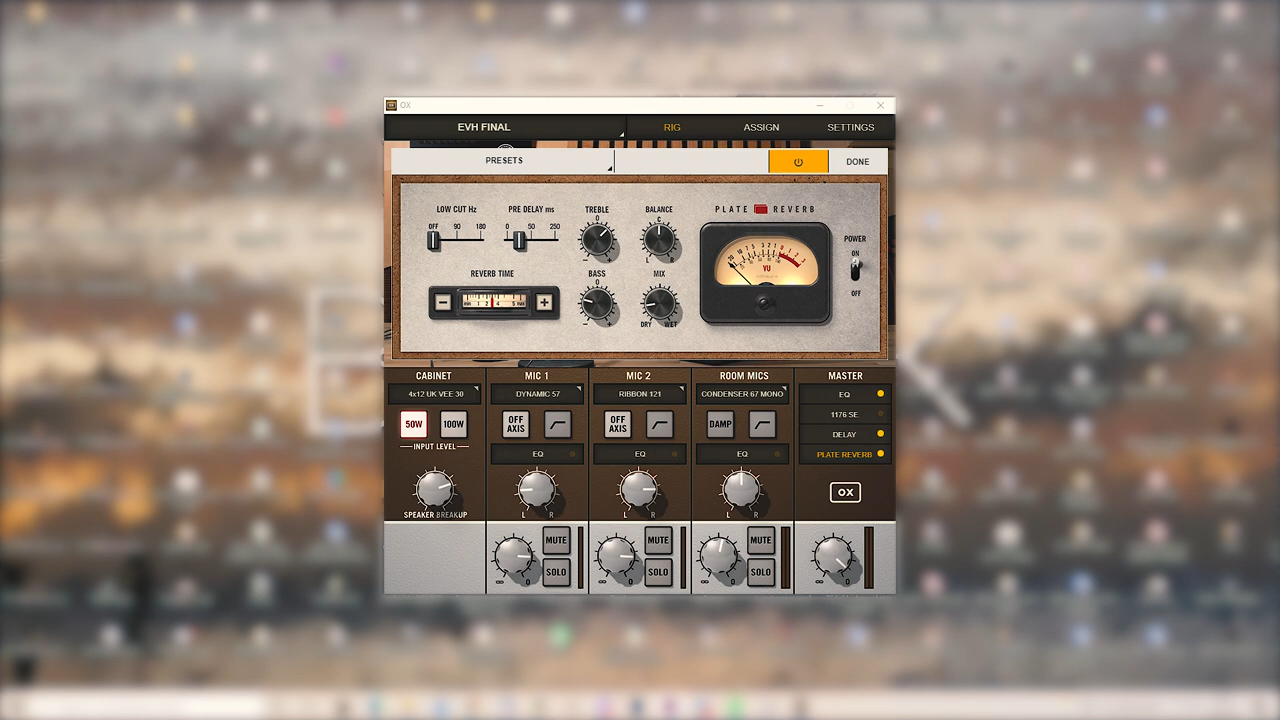 OX
EVH FINAL
RIG
ASSIGN
SETTINGS
PRESETS
DONE
LOW CUT Hz
OFF 90 180
PRE DELAY ms
0 50 250
TREBLE
0
- +
BALANCE
C
L R
PLATE REVERB
VU
POWER
ON
OFF
REVERB TIME
- +
BASS
0
- +
MIX
DRY WET
CABINET
4x12 UK VEE 30
50W 100W
INPUT LEVEL
SPEAKER BREAKUP
MIC 1
DYNAMIC 57
OFF AXIS
EQ
L R
MUTE
SOLO
∞ 0
MIC 2
RIBBON 121
OFF AXIS
EQ
L R
MUTE
SOLO
∞ 0
ROOM MICS
CONDENSER 67 MONO
DAMP
EQ
L R
MUTE
SOLO
∞ 0
MASTER
EQ
1176 SE
DELAY
PLATE REVERB
OX
∞ 0